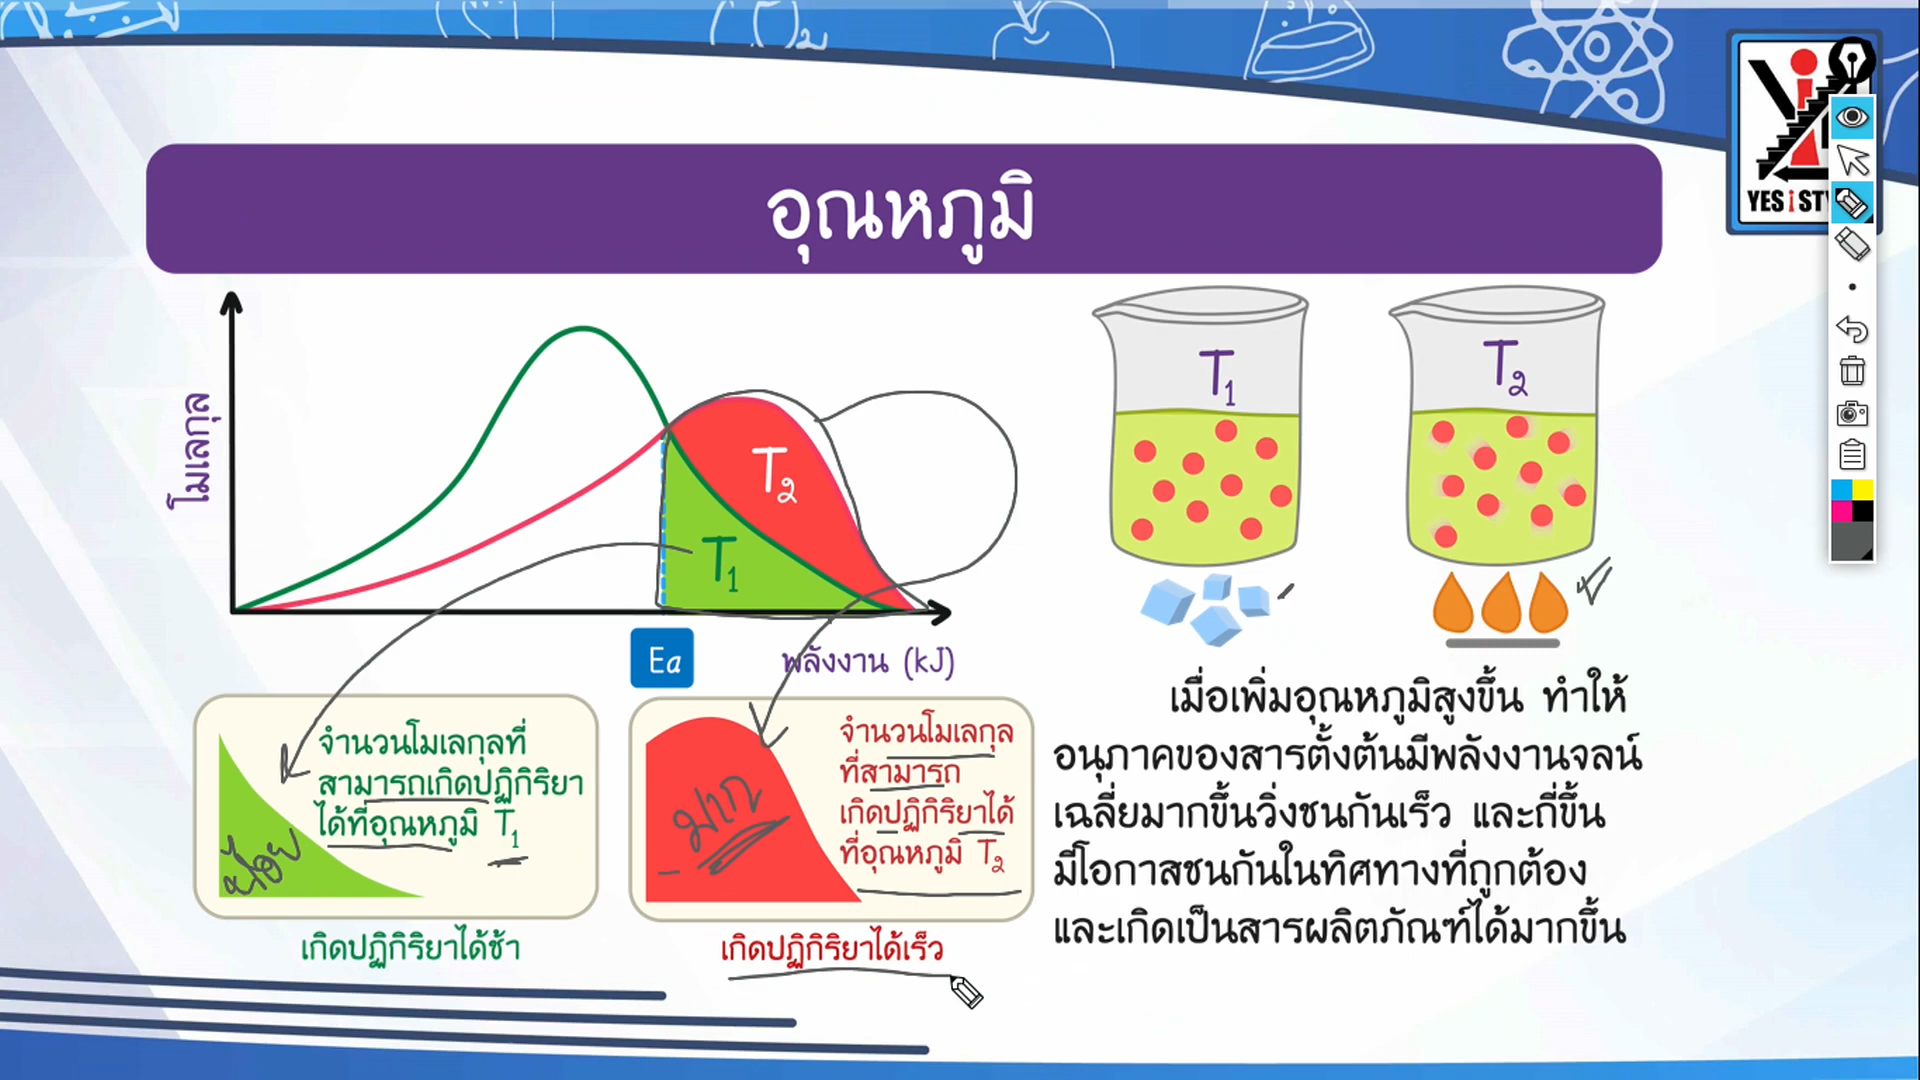 YES i STY
อุณหภูมิ
โมเลกุล
T2
T1
Ea
พลังงาน (kJ)
T1
T2
จำนวนโมเลกุลที่
สามารถเกิดปฏิกิริยา
ได้ที่อุณหภูมิ T1
น้อย
เกิดปฏิกิริยาได้ช้า
จำนวนโมเลกุล
ที่สามารถ
เกิดปฏิกิริยาได้
ที่อุณหภูมิ T2
มาก
เกิดปฏิกิริยาได้เร็ว
เมื่อเพิ่มอุณหภูมิสูงขึ้น ทำให้
อนุภาคของสารตั้งต้นมีพลังงานจลน์
เฉลี่ยมากขึ้นวิ่งชนกันเร็ว และถี่ขึ้น
มีโอกาสชนกันในทิศทางที่ถูกต้อง
และเกิดเป็นสารผลิตภัณฑ์ได้มากขึ้น